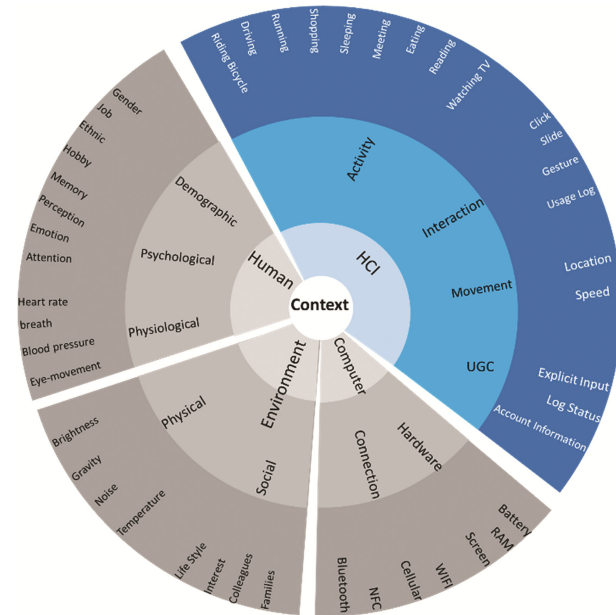 Context
HCI
Activity
Riding Bicycle
Driving
Running
Shopping
Sleeping
Meeting
Eating
Reading
Watching TV
Interaction
Click
Slide
Gesture
Usage Log
Movement
Location
Speed
UGC
Explicit Input
Log Status
Account Information
Computer
Hardware
Battery
RAM
Screen
Connection
WIFI
Cellular
NFC
Bluetooth
Environment
Social
Families
Colleagues
Interest
Life Style
Physical
Temperature
Noise
Gravity
Brightness
Human
Physiological
Eye-movement
Blood pressure
breath
Heart rate
Psychological
Attention
Emotion
Perception
Memory
Demographic
Hobby
Ethnic
Job
Gender